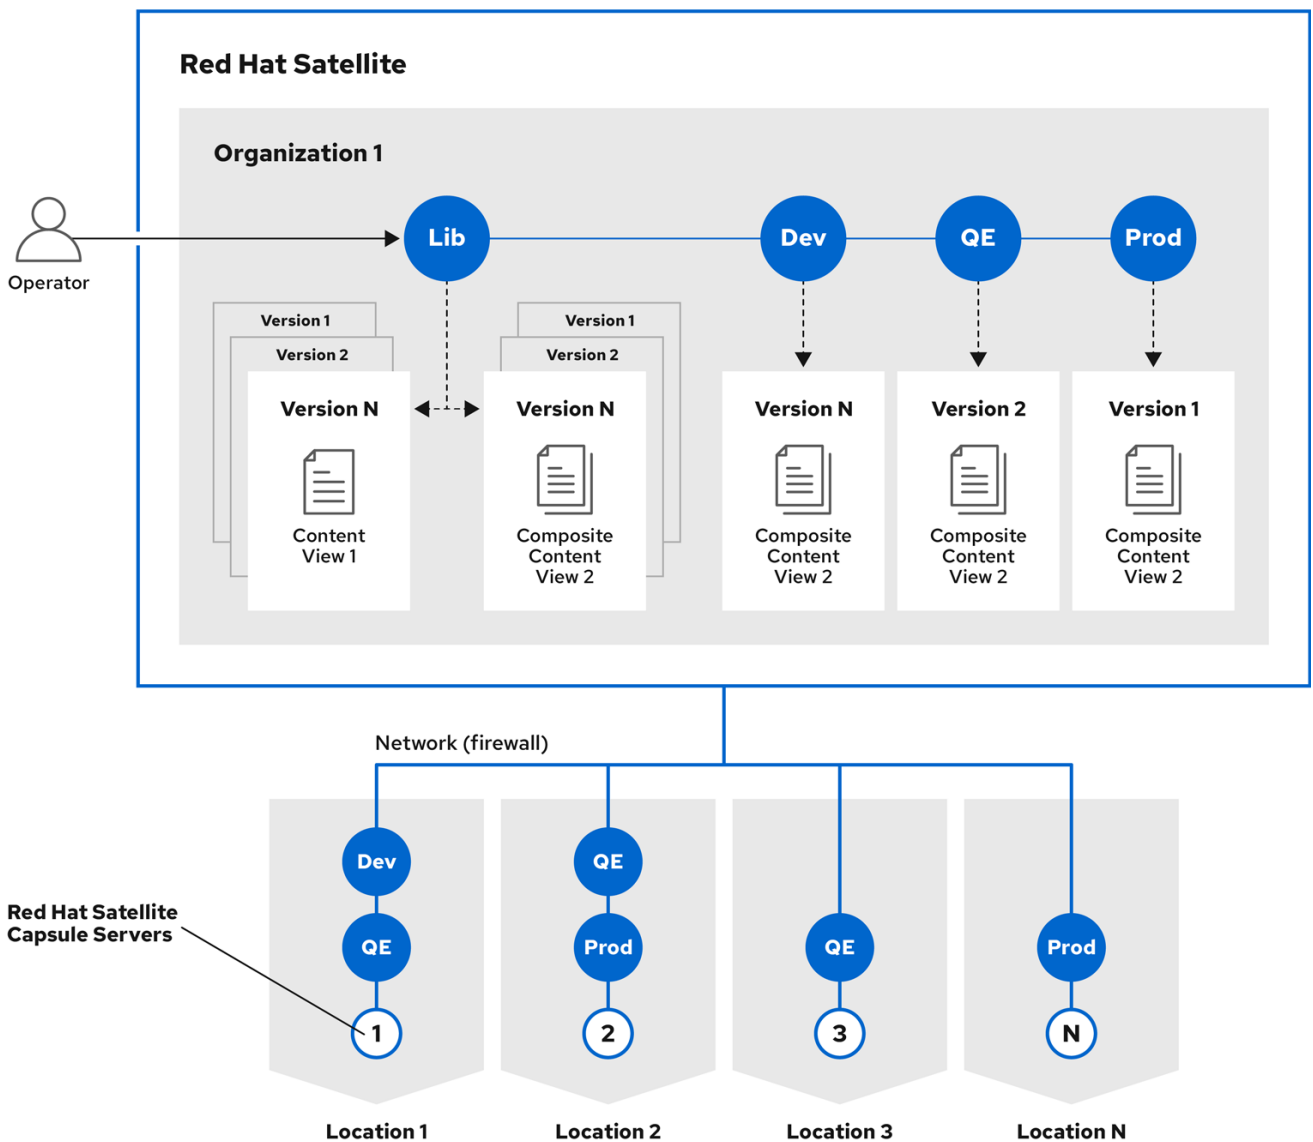 Red Hat Satellite
Organization 1
Operator
Lib
Dev
QE
Prod
Version 1
Version 2
Version N
Content
View 1
Version 1
Version 2
Version N
Composite
Content
View 2
Version N
Composite
Content
View 2
Version 2
Composite
Content
View 2
Version 1
Composite
Content
View 2
Network (firewall)
Red Hat Satellite
Capsule Servers
Dev
QE
1
Location 1
QE
Prod
2
Location 2
QE
3
Location 3
Prod
N
Location N